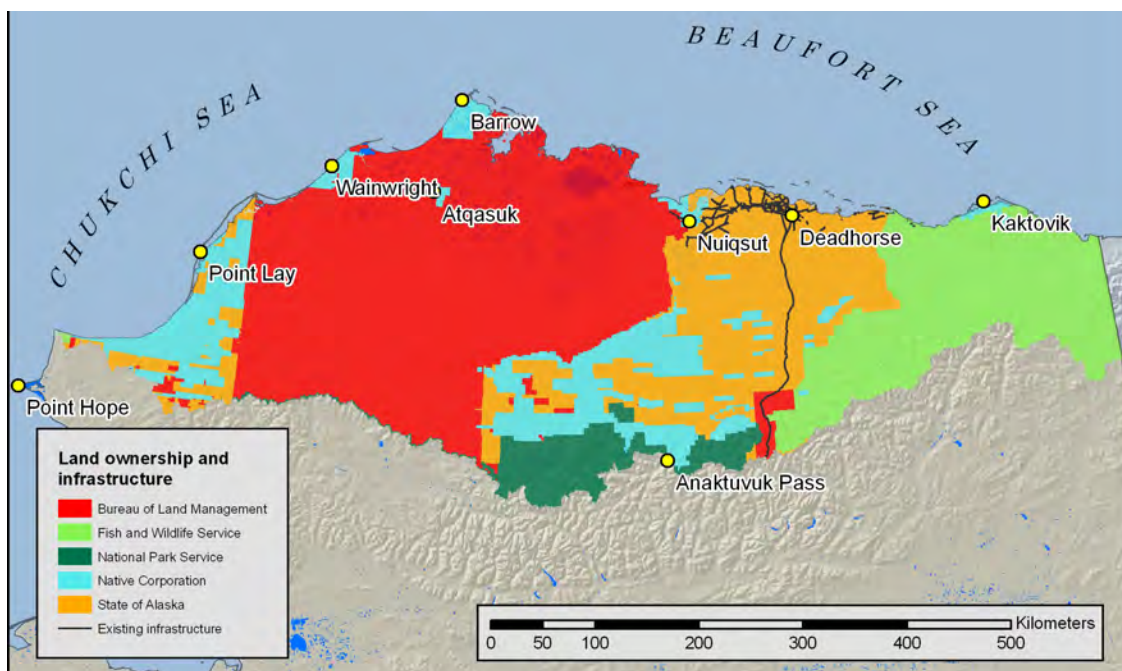 CHUKCHI SEA
BEAUFORT SEA
Barrow
Wainwright
Atqasuk
Point Lay
Nuiqsut
Deadhorse
Kaktovik
Point Hope
Anaktuvuk Pass
Land ownership and
infrastructure
Bureau of Land Management
Fish and Wildlife Service
National Park Service
Native Corporation
State of Alaska
Existing infrastructure
Kilometers
0 50 100 200 300 400 500